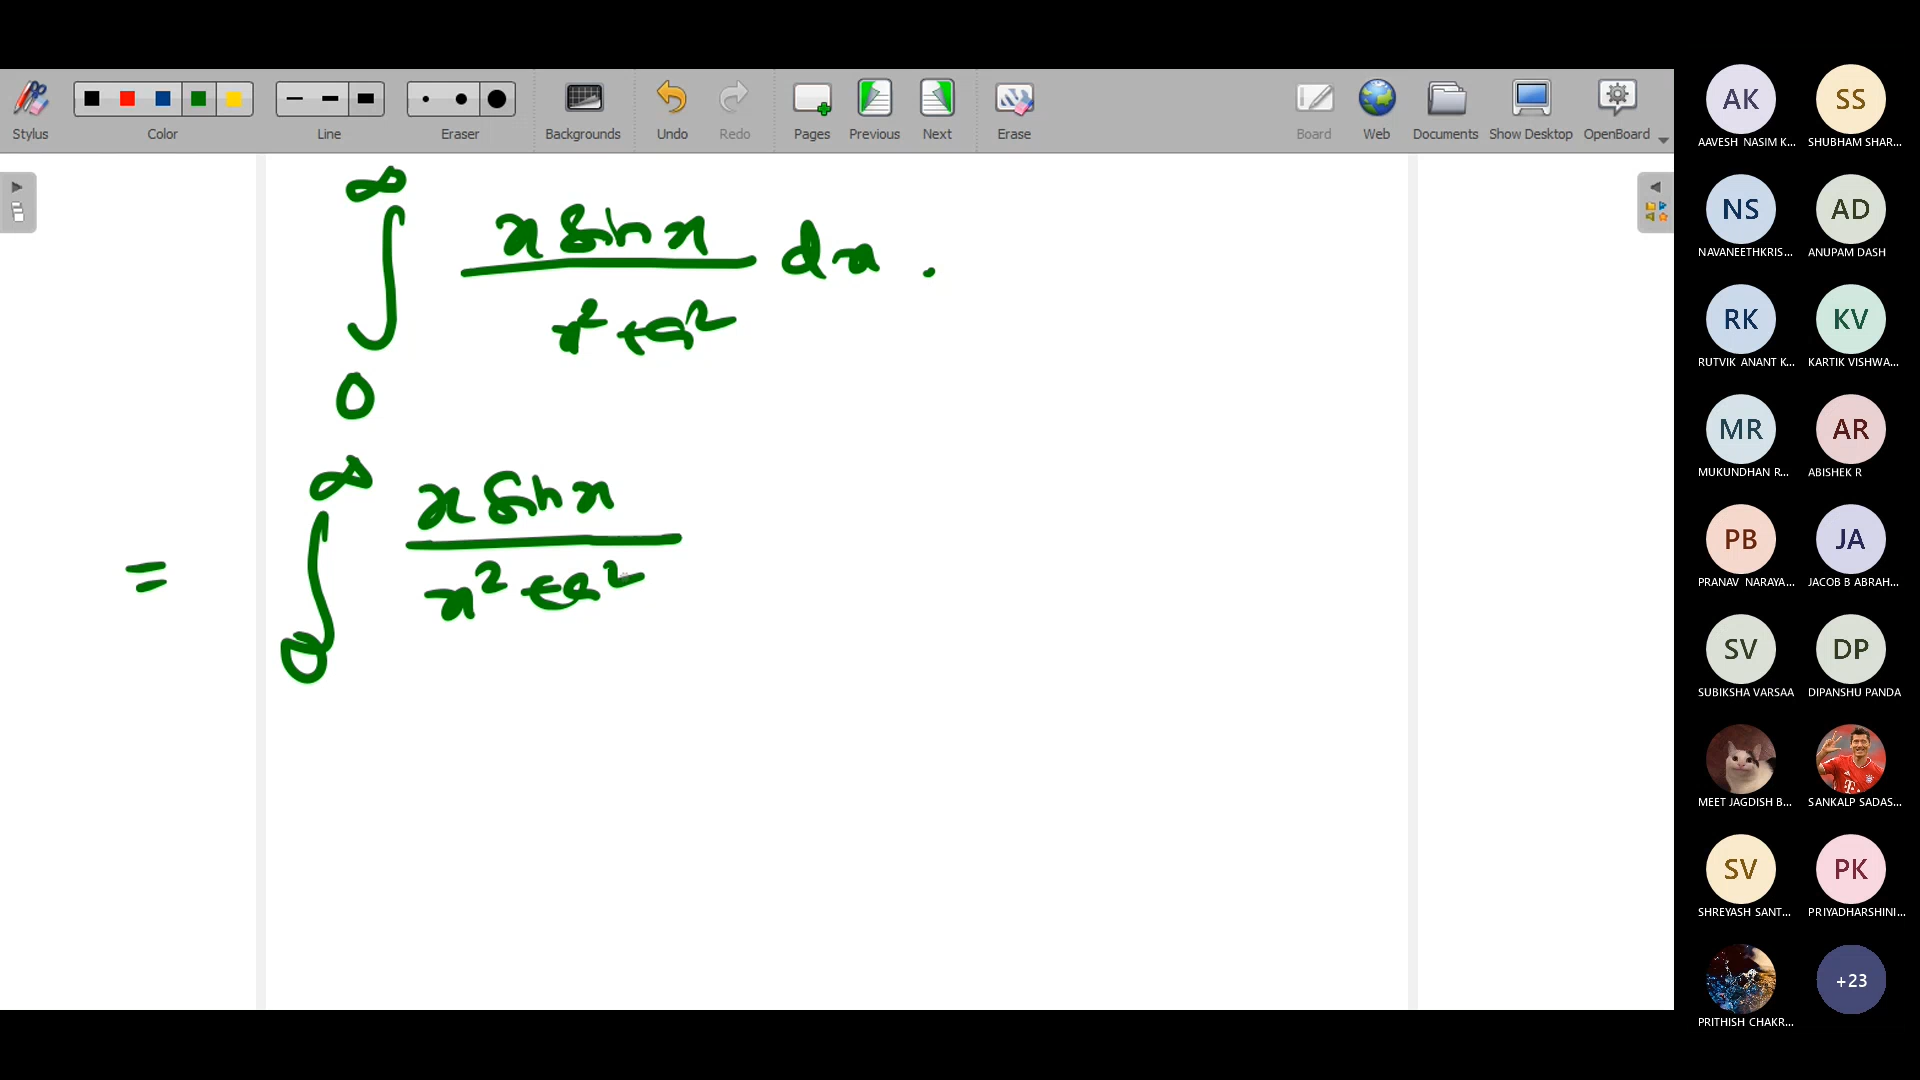 Stylus Color Line Eraser Backgrounds Undo Redo Pages Previous Next Erase Board Web Documents Show Desktop OpenBoard
∞
∫ x sin x dx .
x² + a²
0
∞
= ∫ x sin x
x² + a²
0
AK SS
AAVESH NASIM K... SHUBHAM SHAR...
NS AD
NAVANEETHKRIS... ANUPAM DASH
RK KV
RUTVIK ANANT K... KARTIK VISHWA...
MR AR
MUKUNDHAN R... ABISHEK R
PB JA
PRANAV NARAYA... JACOB B ABRAH...
SV DP
SUBIKSHA VARSAA DIPANSHU PANDA
MEET JAGDISH B... SANKALP SADAS...
SV PK
SHREYASH SANT... PRIYADHARSHINI...
+23
PRITHISH CHAKR...